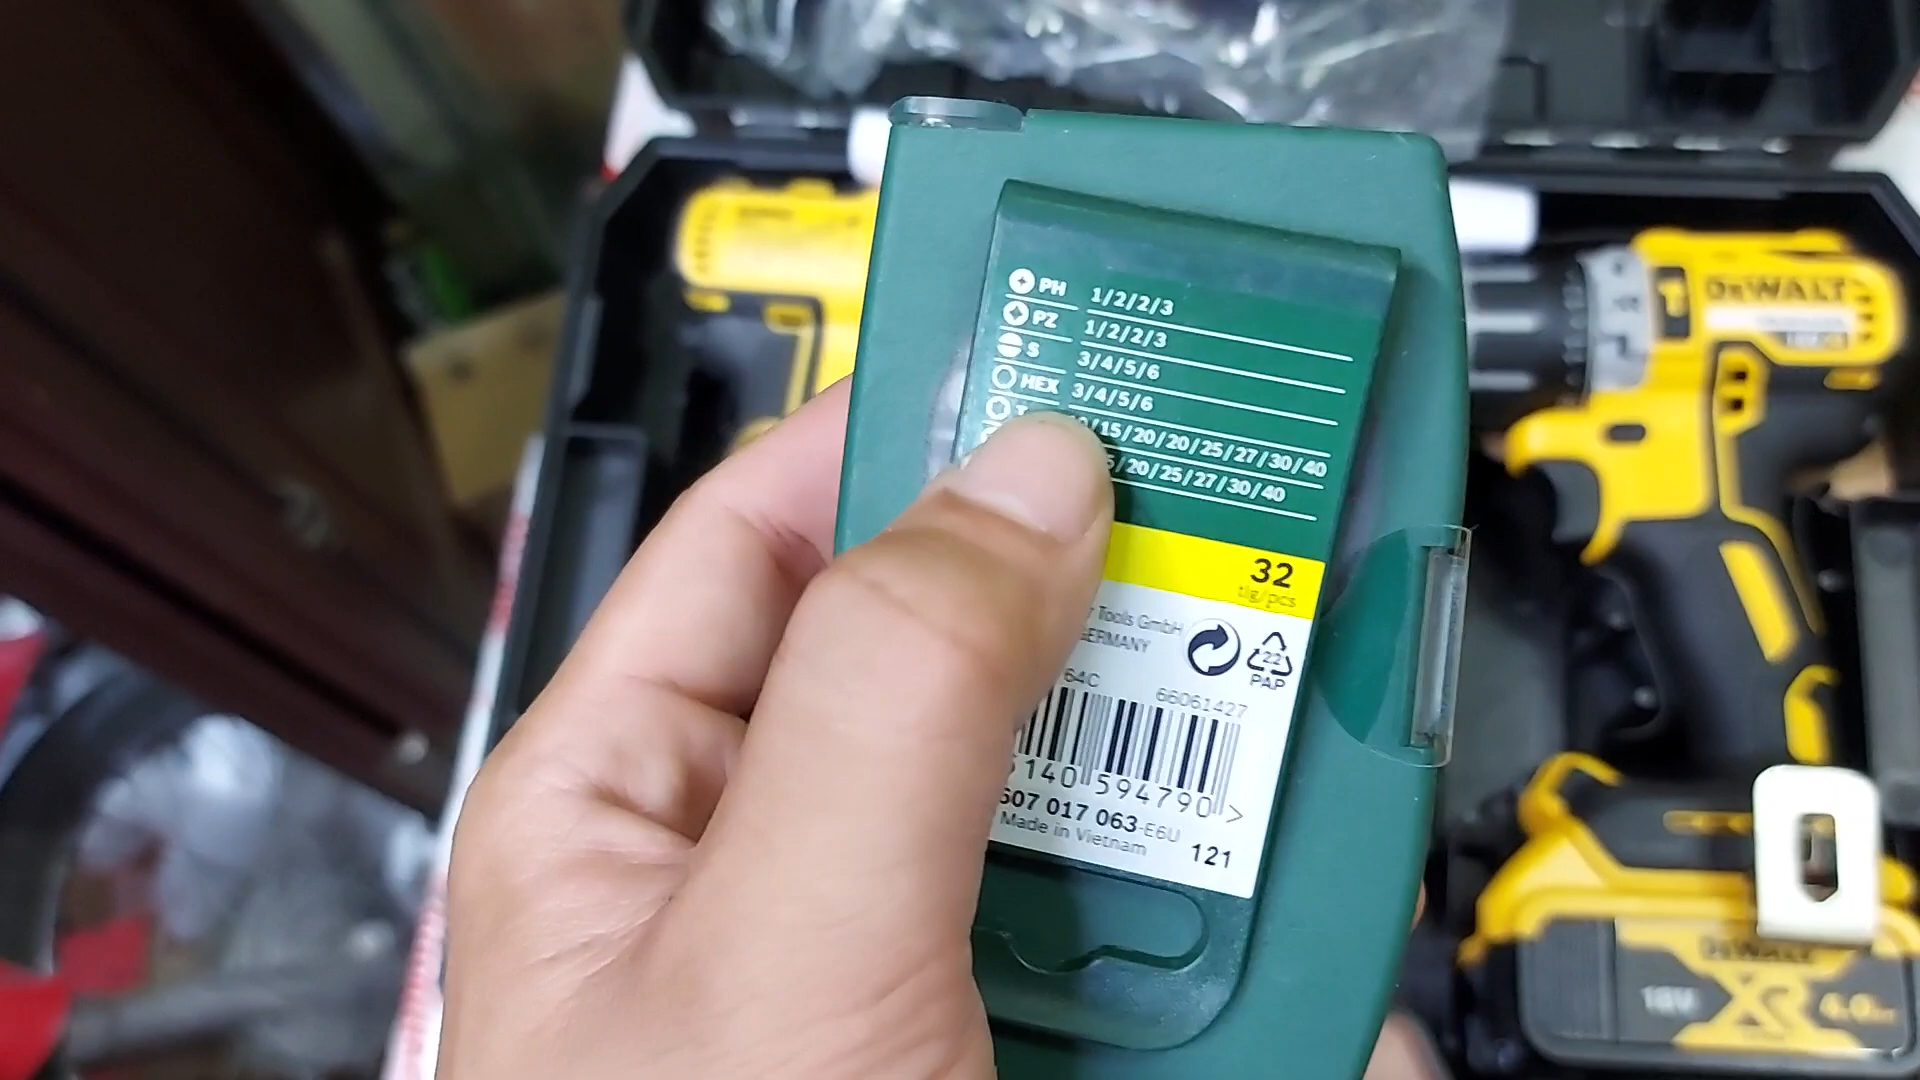 PH 1/2/2/3
PZ 1/2/2/3
S 3/4/5/6
HEX 3/4/5/6
/15/20/20/25/27/30/40
/20/25/27/30/40
32
tlg/pcs
Tools GmbH
GERMANY
22
PAP
64C 66061427
140 594790 >
607 017 063-E6U
Made in Vietnam 121
DEWALT
DEWALT
18V XR